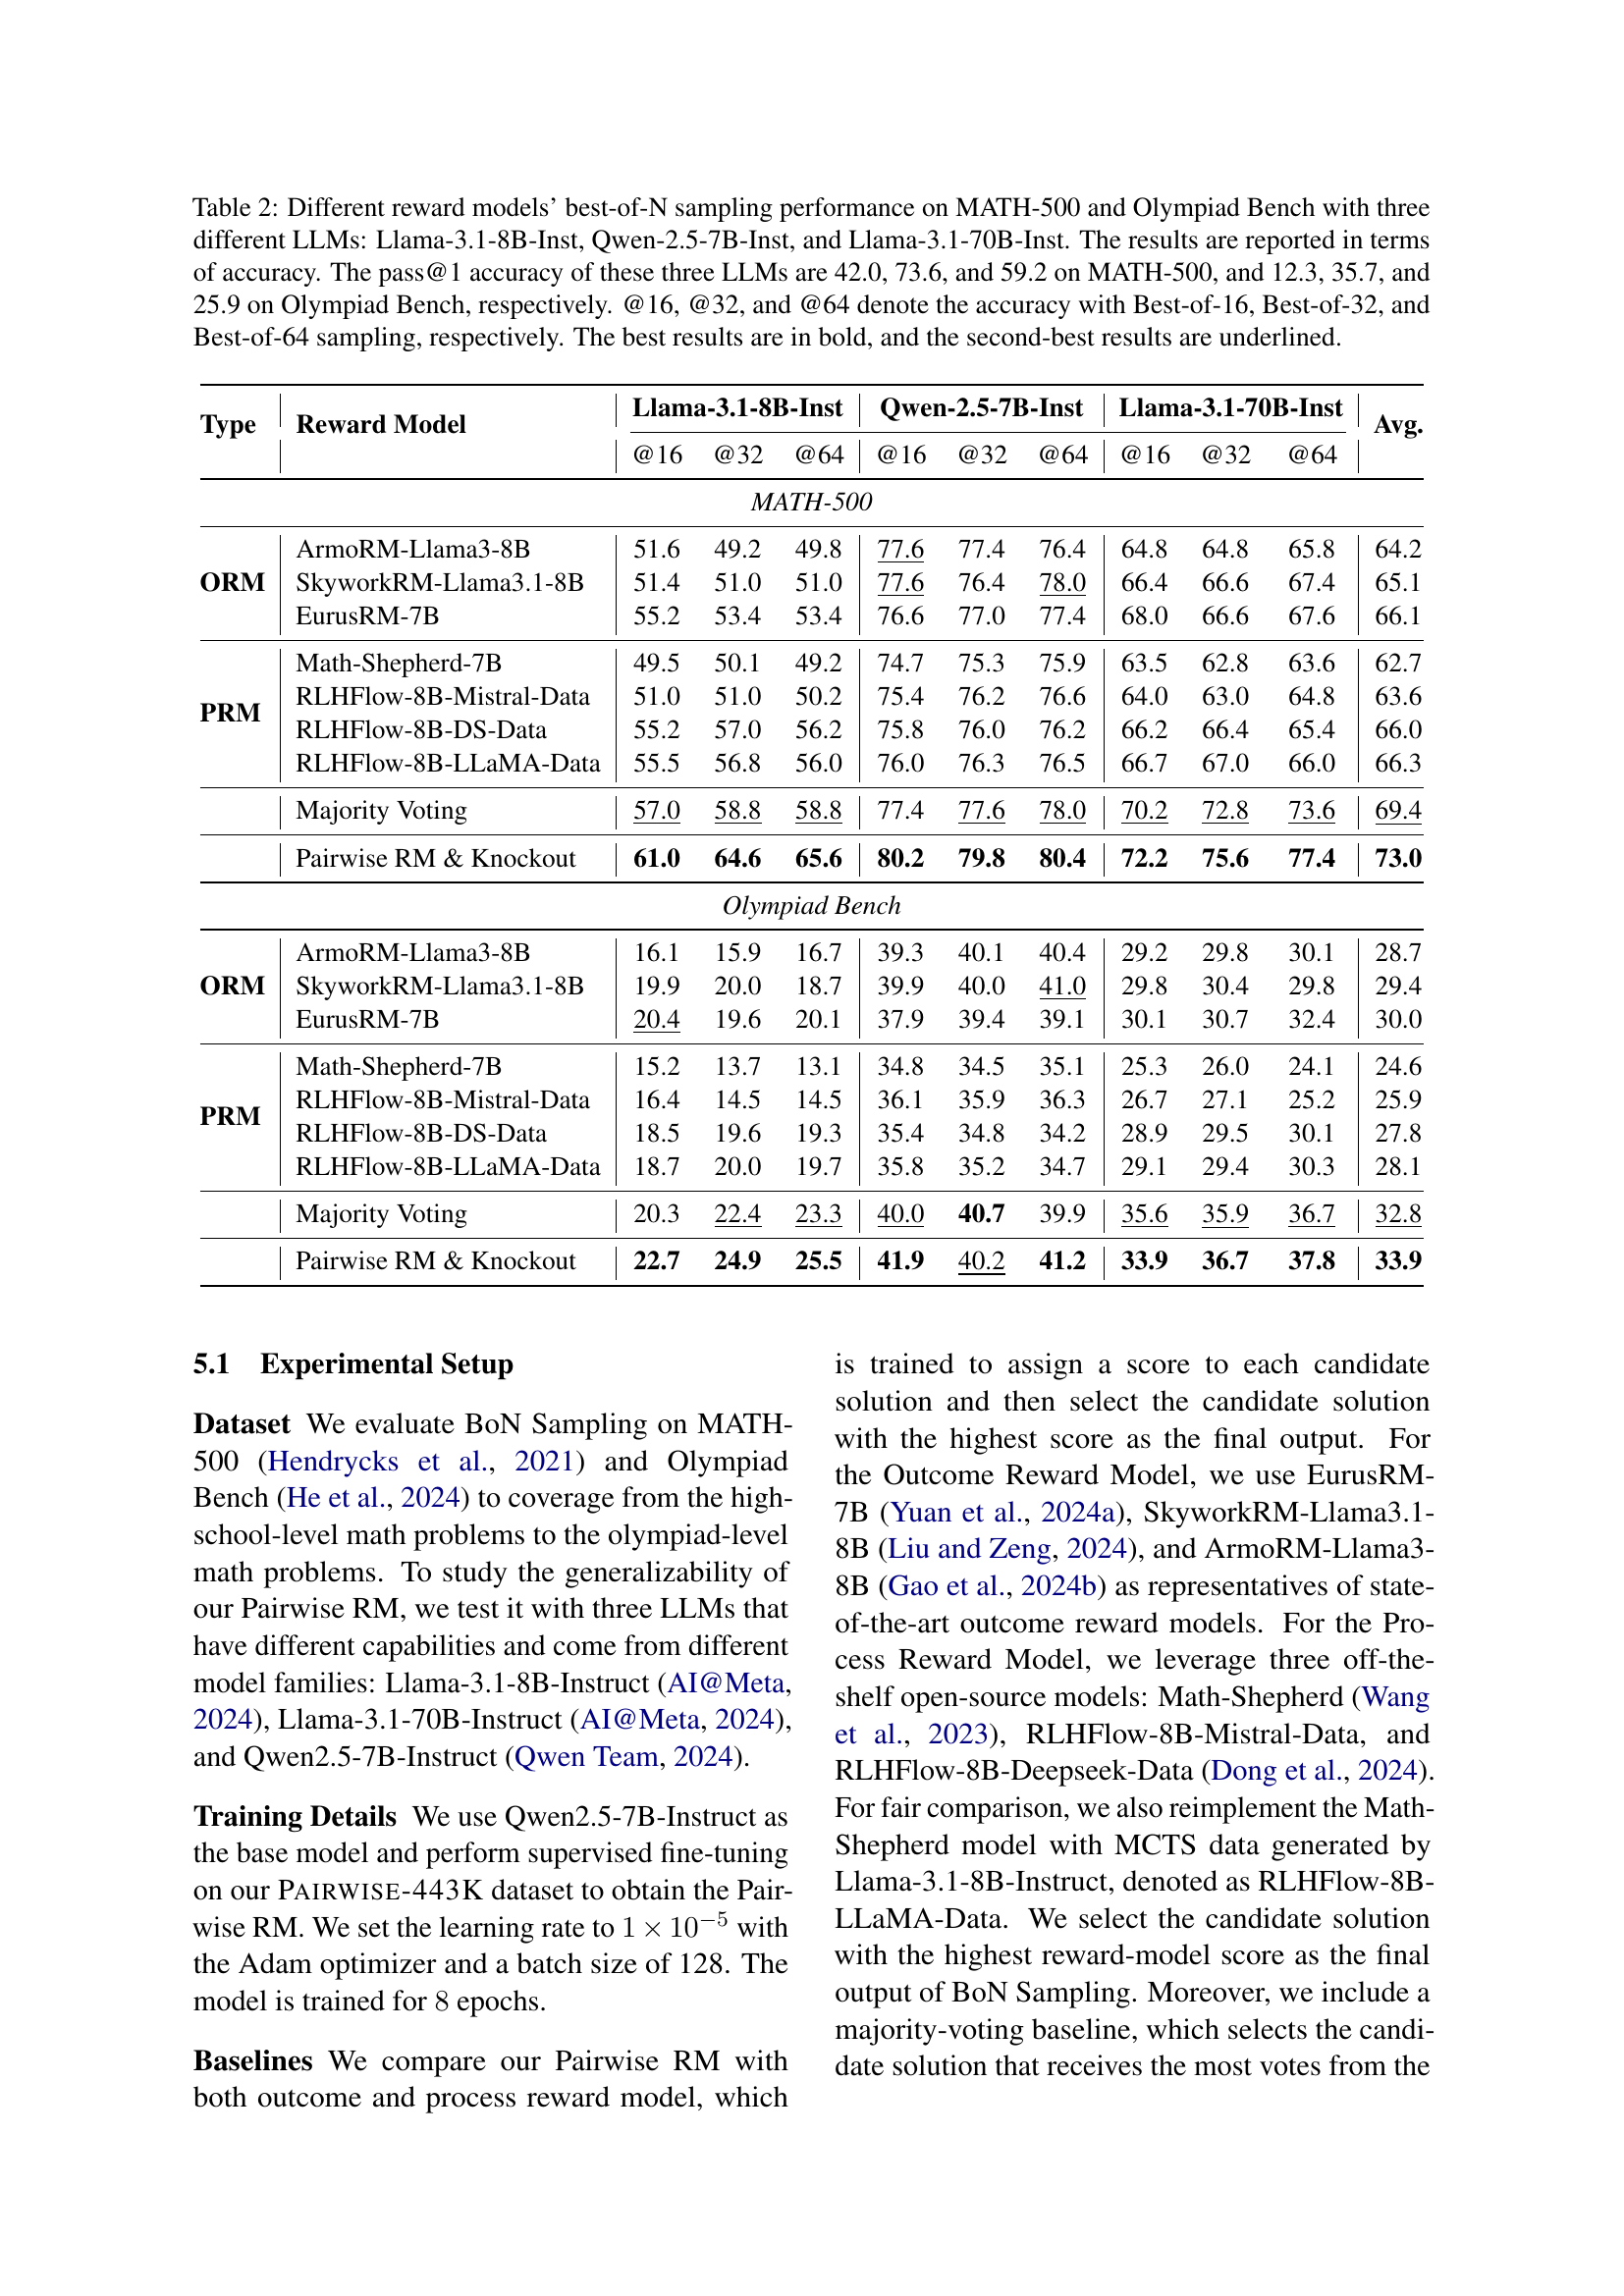 Table 2: Different reward models’ best-of-N sampling performance on MATH-500 and Olympiad Bench with three
different LLMs: Llama-3.1-8B-Inst, Qwen-2.5-7B-Inst, and Llama-3.1-70B-Inst. The results are reported in terms
of accuracy. The pass@1 accuracy of these three LLMs are 42.0, 73.6, and 59.2 on MATH-500, and 12.3, 35.7, and
25.9 on Olympiad Bench, respectively. @16, @32, and @64 denote the accuracy with Best-of-16, Best-of-32, and
Best-of-64 sampling, respectively. The best results are in bold, and the second-best results are underlined.
Type Reward Model Llama-3.1-8B-Inst Qwen-2.5-7B-Inst Llama-3.1-70B-Inst Avg.
@16 @32 @64 @16 @32 @64 @16 @32 @64
MATH-500
ORM
ArmoRM-Llama3-8B 51.6 49.2 49.8 77.6 77.4 76.4 64.8 64.8 65.8 64.2
SkyworkRM-Llama3.1-8B 51.4 51.0 51.0 77.6 76.4 78.0 66.4 66.6 67.4 65.1
EurusRM-7B 55.2 53.4 53.4 76.6 77.0 77.4 68.0 66.6 67.6 66.1
PRM
Math-Shepherd-7B 49.5 50.1 49.2 74.7 75.3 75.9 63.5 62.8 63.6 62.7
RLHFlow-8B-Mistral-Data 51.0 51.0 50.2 75.4 76.2 76.6 64.0 63.0 64.8 63.6
RLHFlow-8B-DS-Data 55.2 57.0 56.2 75.8 76.0 76.2 66.2 66.4 65.4 66.0
RLHFlow-8B-LLaMA-Data 55.5 56.8 56.0 76.0 76.3 76.5 66.7 67.0 66.0 66.3
Majority Voting 57.0 58.8 58.8 77.4 77.6 78.0 70.2 72.8 73.6 69.4
Pairwise RM & Knockout 61.0 64.6 65.6 80.2 79.8 80.4 72.2 75.6 77.4 73.0
Olympiad Bench
ORM
ArmoRM-Llama3-8B 16.1 15.9 16.7 39.3 40.1 40.4 29.2 29.8 30.1 28.7
SkyworkRM-Llama3.1-8B 19.9 20.0 18.7 39.9 40.0 41.0 29.8 30.4 29.8 29.4
EurusRM-7B 20.4 19.6 20.1 37.9 39.4 39.1 30.1 30.7 32.4 30.0
PRM
Math-Shepherd-7B 15.2 13.7 13.1 34.8 34.5 35.1 25.3 26.0 24.1 24.6
RLHFlow-8B-Mistral-Data 16.4 14.5 14.5 36.1 35.9 36.3 26.7 27.1 25.2 25.9
RLHFlow-8B-DS-Data 18.5 19.6 19.3 35.4 34.8 34.2 28.9 29.5 30.1 27.8
RLHFlow-8B-LLaMA-Data 18.7 20.0 19.7 35.8 35.2 34.7 29.1 29.4 30.3 28.1
Majority Voting 20.3 22.4 23.3 40.0 40.7 39.9 35.6 35.9 36.7 32.8
Pairwise RM & Knockout 22.7 24.9 25.5 41.9 40.2 41.2 33.9 36.7 37.8 33.9
5.1 Experimental Setup
Dataset We evaluate BoN Sampling on MATH-
500 (Hendrycks et al., 2021) and Olympiad
Bench (He et al., 2024) to coverage from the high-
school-level math problems to the olympiad-level
math problems. To study the generalizability of
our Pairwise RM, we test it with three LLMs that
have different capabilities and come from different
model families: Llama-3.1-8B-Instruct (AI@Meta,
2024), Llama-3.1-70B-Instruct (AI@Meta, 2024),
and Qwen2.5-7B-Instruct (Qwen Team, 2024).
Training Details We use Qwen2.5-7B-Instruct as
the base model and perform supervised fine-tuning
on our PAIRWISE-443K dataset to obtain the Pair-
wise RM. We set the learning rate to 1 × 10⁻⁵ with
the Adam optimizer and a batch size of 128. The
model is trained for 8 epochs.
Baselines We compare our Pairwise RM with
both outcome and process reward model, which
is trained to assign a score to each candidate
solution and then select the candidate solution
with the highest score as the final output. For
the Outcome Reward Model, we use EurusRM-
7B (Yuan et al., 2024a), SkyworkRM-Llama3.1-
8B (Liu and Zeng, 2024), and ArmoRM-Llama3-
8B (Gao et al., 2024b) as representatives of state-
of-the-art outcome reward models. For the Pro-
cess Reward Model, we leverage three off-the-
shelf open-source models: Math-Shepherd (Wang
et al., 2023), RLHFlow-8B-Mistral-Data, and
RLHFlow-8B-Deepseek-Data (Dong et al., 2024).
For fair comparison, we also reimplement the Math-
Shepherd model with MCTS data generated by
Llama-3.1-8B-Instruct, denoted as RLHFlow-8B-
LLaMA-Data. We select the candidate solution
with the highest reward-model score as the final
output of BoN Sampling. Moreover, we include a
majority-voting baseline, which selects the candi-
date solution that receives the most votes from the